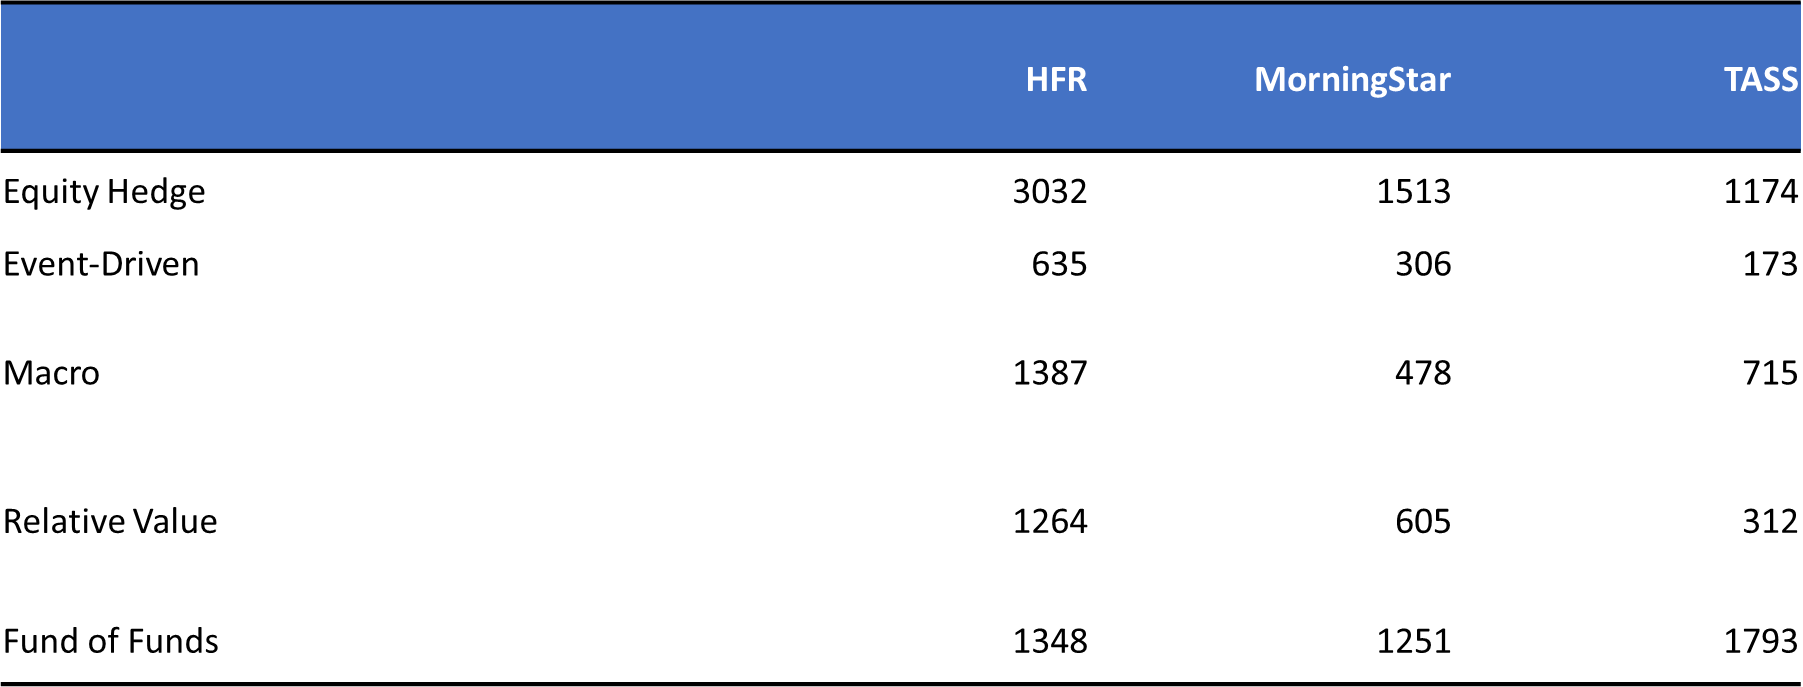 HFR MorningStar TASS
Equity Hedge 3032 1513 1174
Event-Driven 635 306 173
Macro 1387 478 715
Relative Value 1264 605 312
Fund of Funds 1348 1251 1793